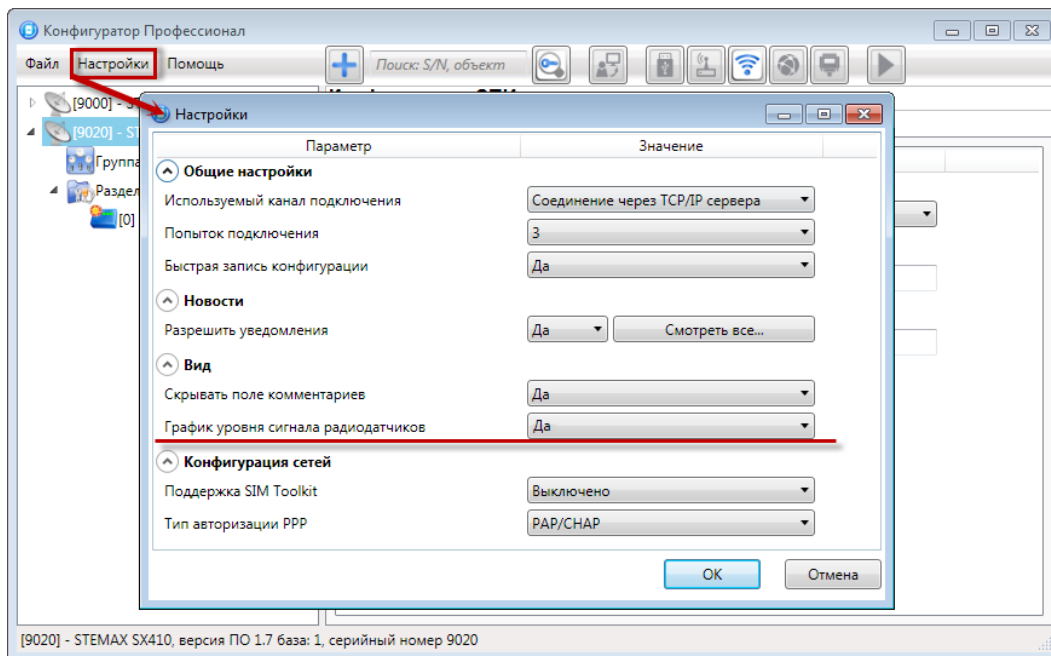 Конфигуратор Профессионал
Файл Настройки Помощь Поиск: S/N, объект
[9000] - ST
[9020] - ST
Группа
Раздел
[0]
Настройки
Параметр Значение
Общие настройки
Используемый канал подключения Соединение через TCP/IP сервера
Попыток подключения 3
Быстрая запись конфигурации Да
Новости
Разрешить уведомления Да Смотреть все...
Вид
Скрывать поле комментариев Да
График уровня сигнала радиодатчиков Да
Конфигурация сетей
Поддержка SIM Toolkit Выключено
Тип авторизации PPP PAP/CHAP
OK Отмена
[9020] - STEMAX SX410, версия ПО 1.7 база: 1, серийный номер 9020